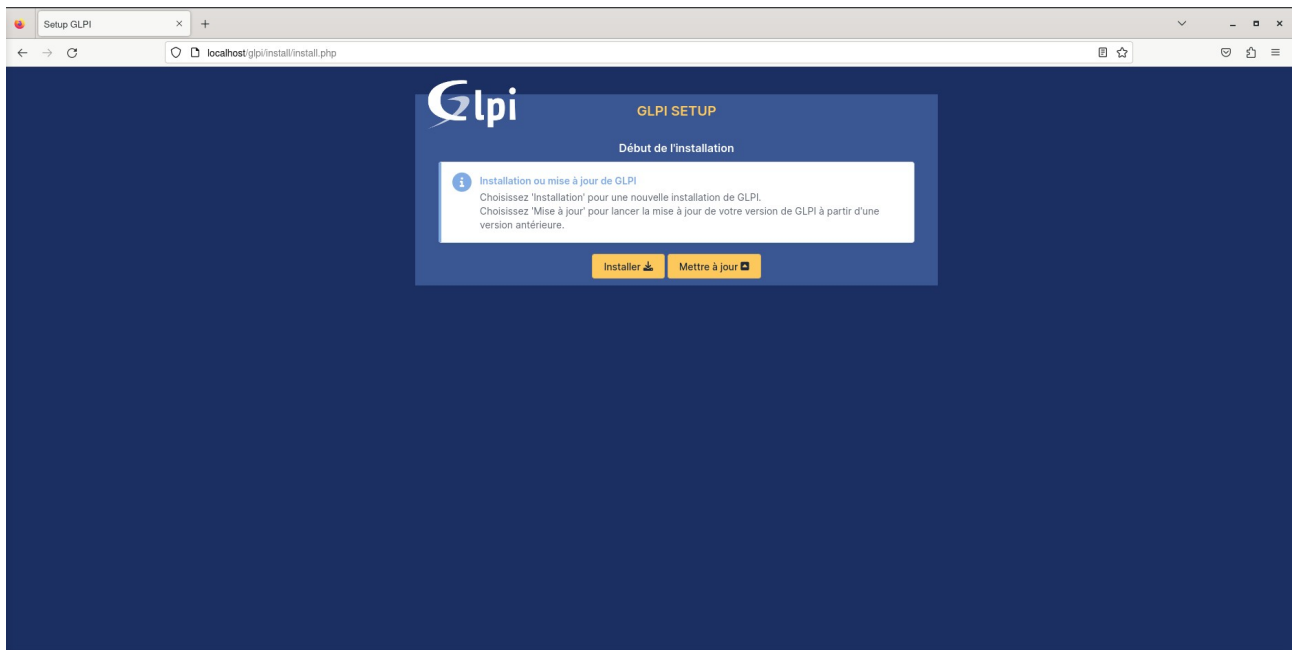 Setup GLPI
localhost/glpi/install/install.php
Glpi
GLPI SETUP
Début de l'installation
Installation ou mise à jour de GLPI
Choisissez 'Installation' pour une nouvelle installation de GLPI.
Choisissez 'Mise à jour' pour lancer la mise à jour de votre version de GLPI à partir d'une
version antérieure.
Installer Mettre à jour